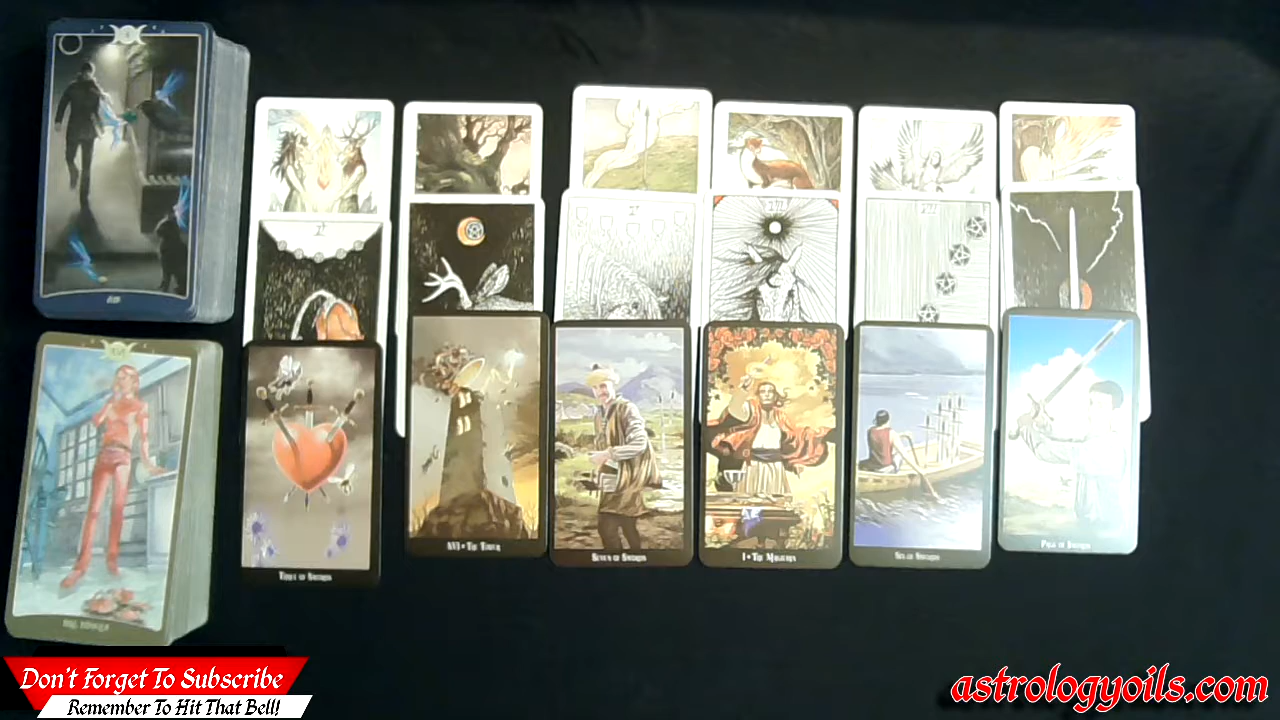 THREE OF SWORDS
XVI • THE TOWER
SEVEN OF SWORDS
I • THE MAGICIAN
SIX OF SWORDS
PAGE OF SWORDS
Don't Forget To Subscribe
Remember To Hit That Bell!
astrologyoils.com